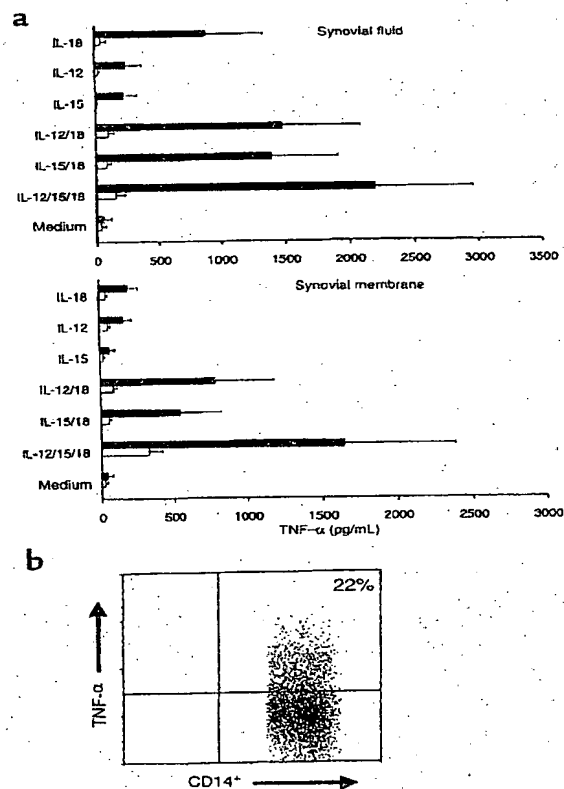 a
Synovial fluid
IL-18
IL-12
IL-15
IL-12/18
IL-15/18
IL-12/15/18
Medium
0 500 1000 1500 2000 2500 3000 3500
Synovial membrane
IL-18
IL-12
IL-15
IL-12/18
IL-15/18
IL-12/15/18
Medium
0 500 1000 1500 2000 2500 3000
TNF-α (pg/mL)
b
22%
TNF-α
CD14⁺